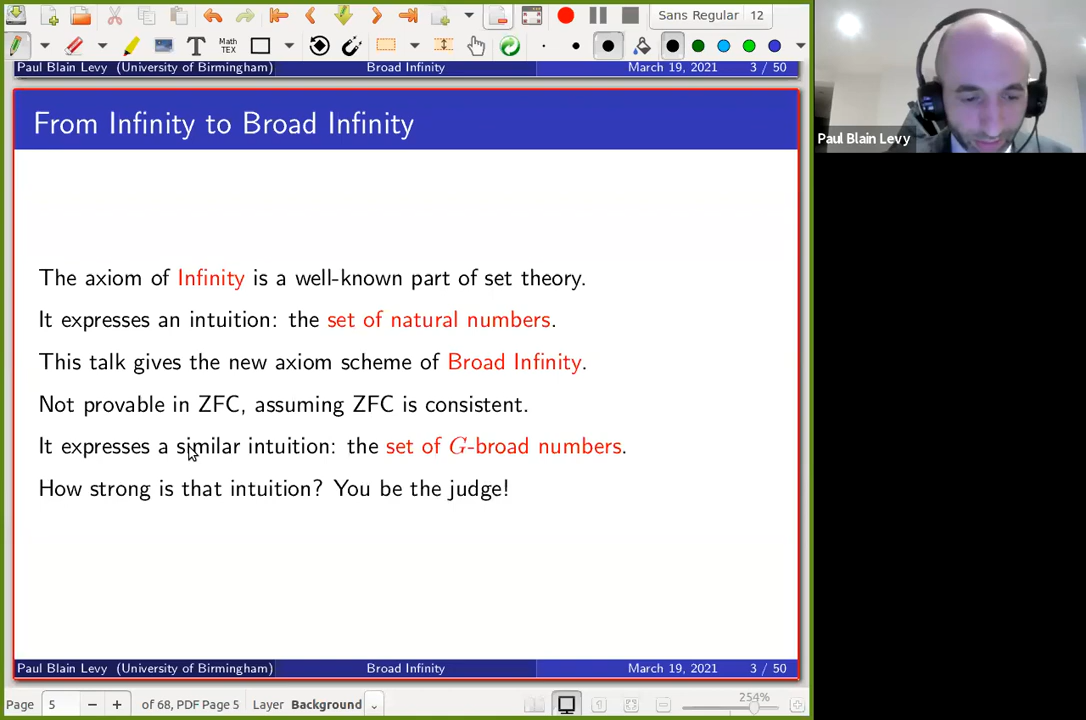 Sans Regular 12
Math
TEX
Paul Blain Levy (University of Birmingham) Broad Infinity March 19, 2021 3 / 50
From Infinity to Broad Infinity
Paul Blain Levy
The axiom of Infinity is a well-known part of set theory.
It expresses an intuition: the set of natural numbers.
This talk gives the new axiom scheme of Broad Infinity.
Not provable in ZFC, assuming ZFC is consistent.
It expresses a similar intuition: the set of G-broad numbers.
How strong is that intuition? You be the judge!
Paul Blain Levy (University of Birmingham) Broad Infinity March 19, 2021 3 / 50
Page 5 of 68, PDF Page 5 Layer Background 254%